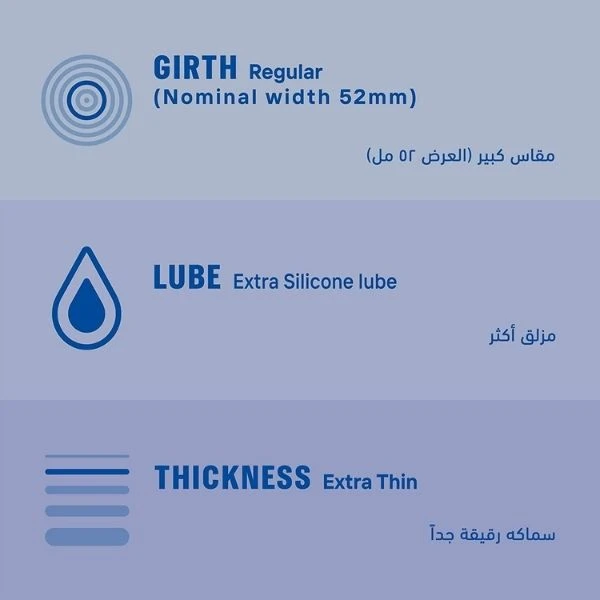 GIRTH Regular
(Nominal width 52mm)
مقاس كبير (العرض ٥٢ مل)
LUBE Extra Silicone lube
مزلق أكثر
THICKNESS Extra Thin
سماكه رقيقة جداً